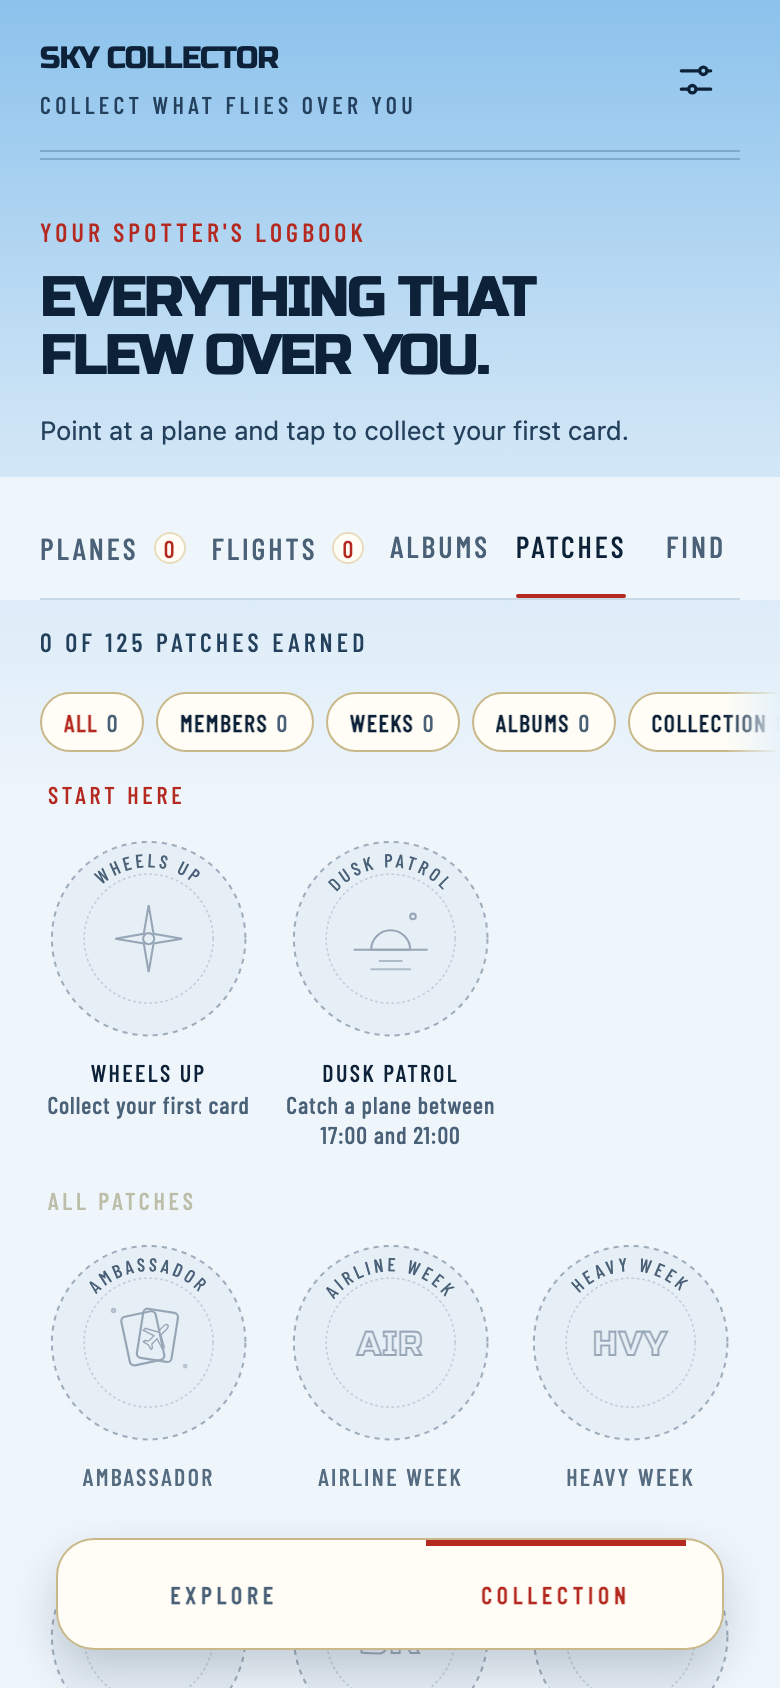 SKY COLLECTOR
COLLECT WHAT FLIES OVER YOU
YOUR SPOTTER'S LOGBOOK
EVERYTHING THAT
FLEW OVER YOU.
Point at a plane and tap to collect your first card.
PLANES 0 FLIGHTS 0 ALBUMS PATCHES FIND
0 OF 125 PATCHES EARNED
ALL 0 MEMBERS 0 WEEKS 0 ALBUMS 0 COLLECTION
START HERE
WHEELS UP DUSK PATROL
WHEELS UP DUSK PATROL
Collect your first card Catch a plane between
17:00 and 21:00
ALL PATCHES
AMBASSADOR AIRLINE WEEK HEAVY WEEK
AIR HVY
AMBASSADOR AIRLINE WEEK HEAVY WEEK
EXPLORE COLLECTION